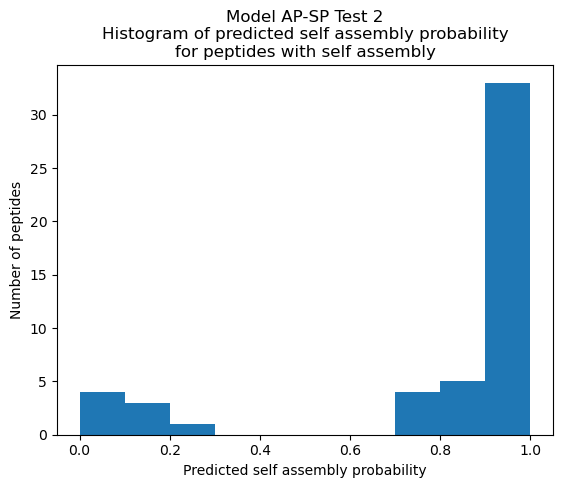 Model AP-SP Test 2
Histogram of predicted self assembly probability
for peptides with self assembly
Number of peptides
30
25
20
15
10
5
0
0.0 0.2 0.4 0.6 0.8 1.0
Predicted self assembly probability